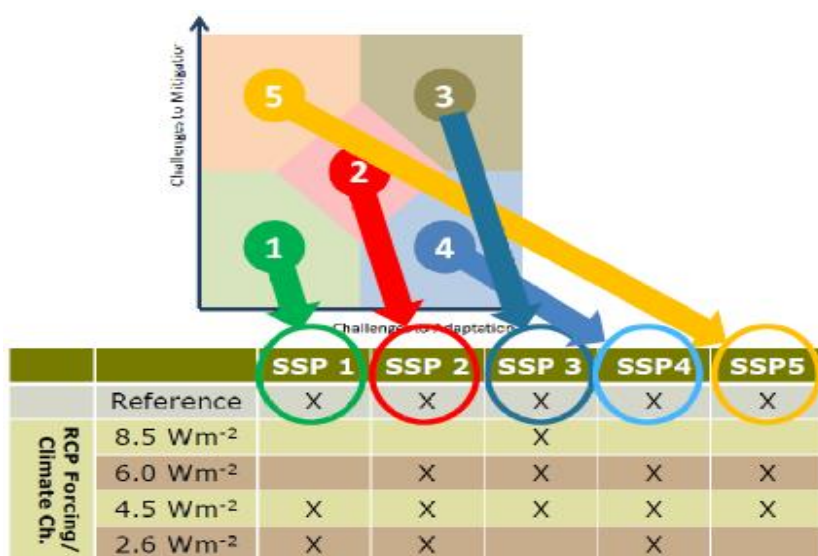 Challenges to Mitigation
5
3
2
1
4
Challenges to Adaptation
SSP 1 SSP 2 SSP 3 SSP4 SSP5
Reference X X X X X
RCP Forcing/
Climate Ch.
8.5 Wm-2 X
6.0 Wm-2 X X X X
4.5 Wm-2 X X X X X
2.6 Wm-2 X X X